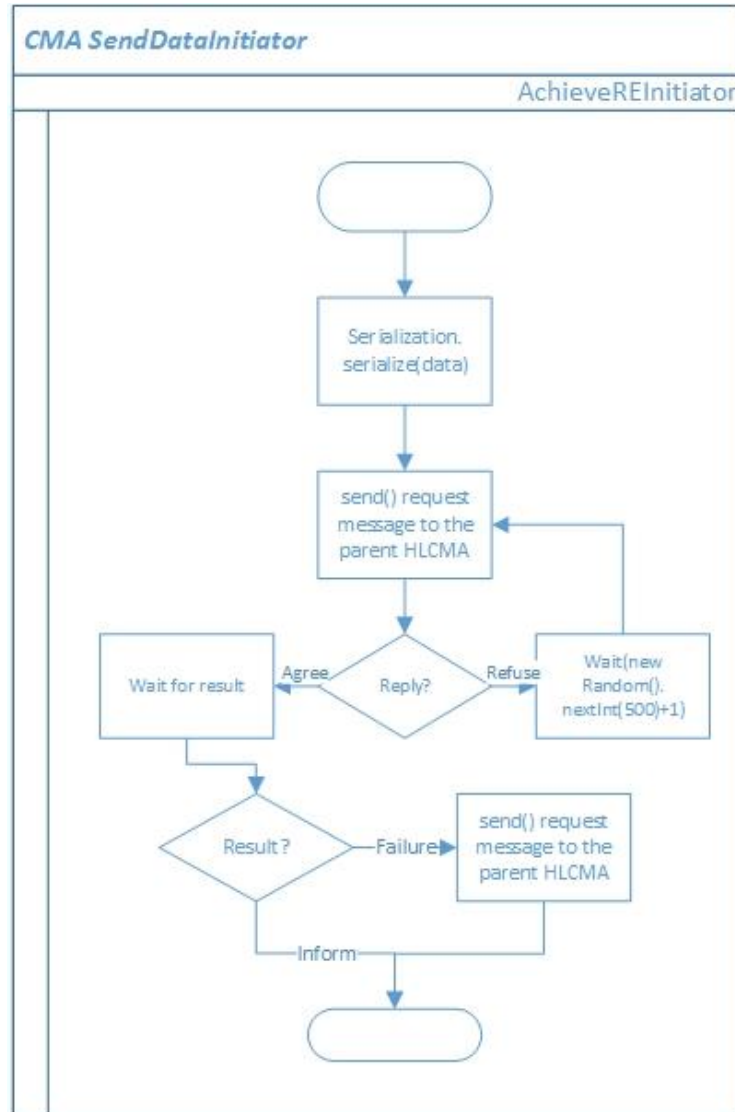 CMA SendDataInitiator
AchieveREInitiator
Serialization.
serialize(data)
send() request
message to the
parent HLCMA
Wait for result
Agree
Reply?
Refuse
Wait(new
Random().
nextInt(500)+1)
Result?
Failure
send() request
message to the
parent HLCMA
Inform